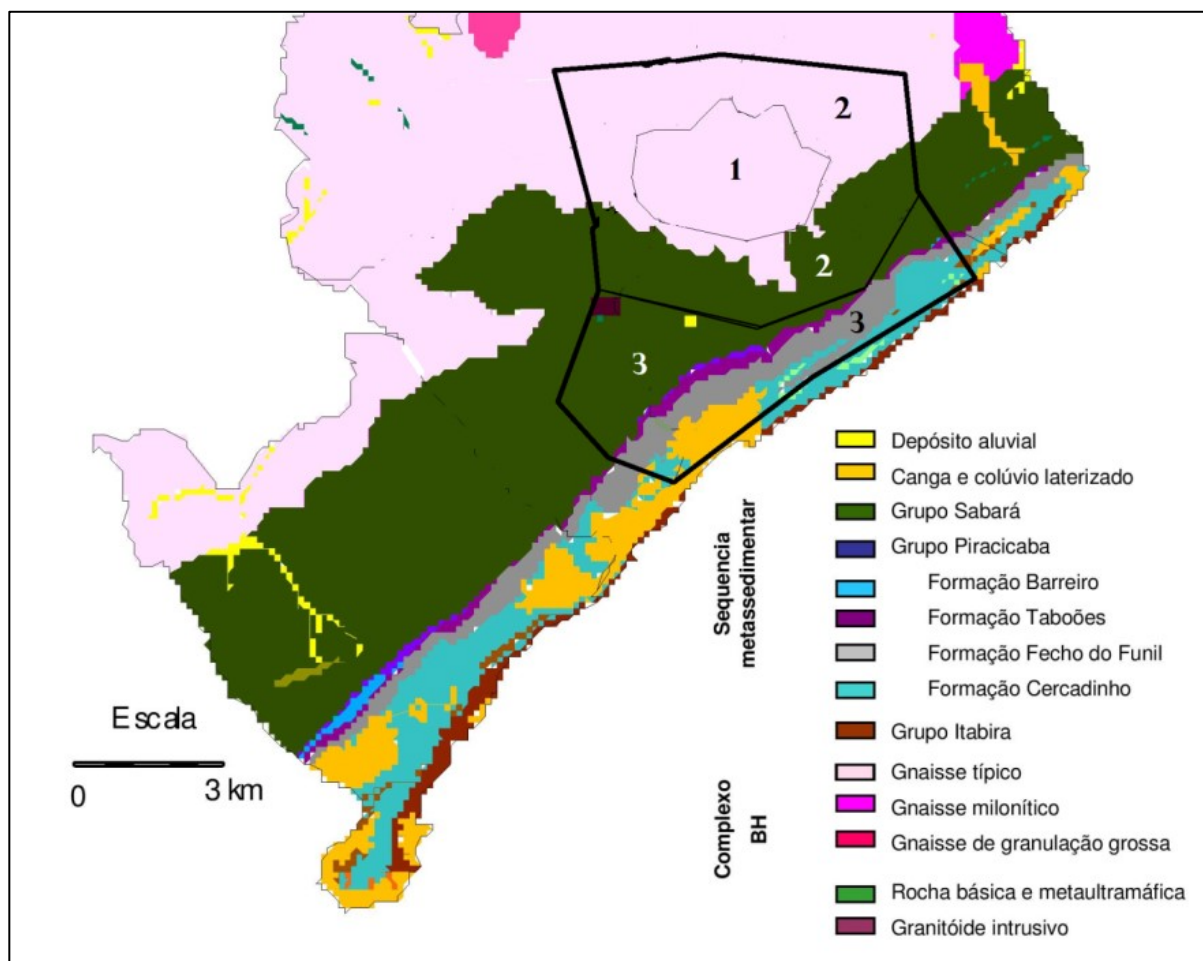 2
1
2
3
3
Depósito aluvial
Canga e colúvio laterizado
Grupo Sabará
Grupo Piracicaba
Formação Barreiro
Formação Taboões
Formação Fecho do Funil
Formação Cercadinho
Grupo Itabira
Gnaisse típico
Gnaisse milonítico
Gnaisse de granulação grossa
Rocha básica e metaultramáfica
Granitóide intrusivo
Sequencia
metassedimentar
Complexo
BH
Escala
0 3 km